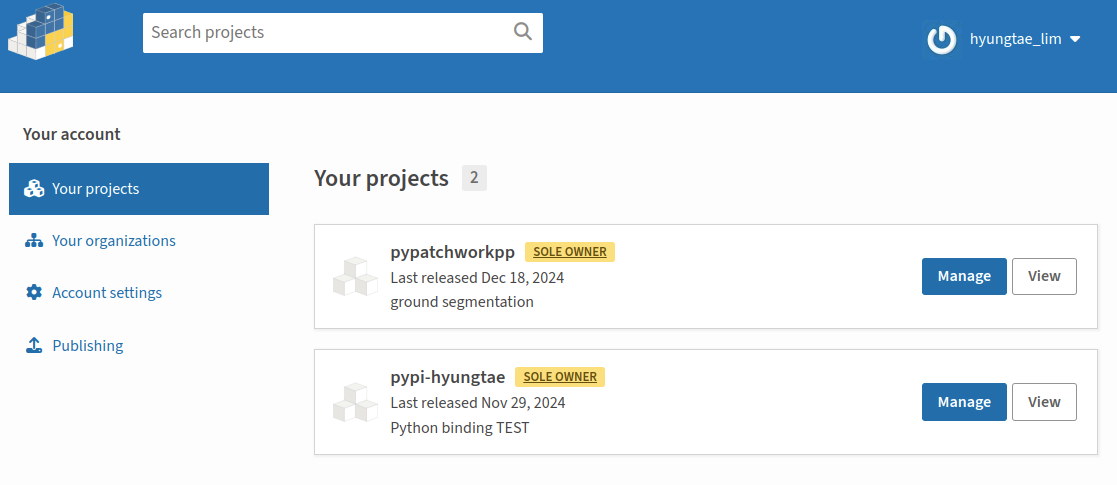 Search projects
hyungtae_lim
Your account
Your projects
Your organizations
Account settings
Publishing
Your projects 2
pypatchworkpp SOLE OWNER
Last released Dec 18, 2024
ground segmentation
Manage View
pypi-hyungtae SOLE OWNER
Last released Nov 29, 2024
Python binding TEST
Manage View